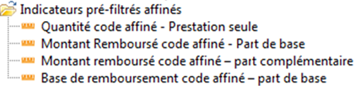 Indicateurs pré-filtrés affinés
Quantité code affiné - Prestation seule
Montant Remboursé code affiné - Part de base
Montant remboursé code affiné – part complémentaire
Base de remboursement code affiné – part de base